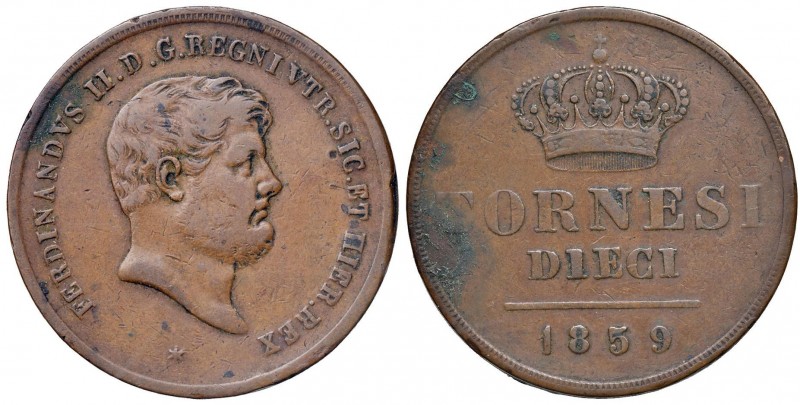 FERDINANDVS II.D.G.REGNI VTR.SIC.ET HIER.REX
TORNESI
DIECI
1859